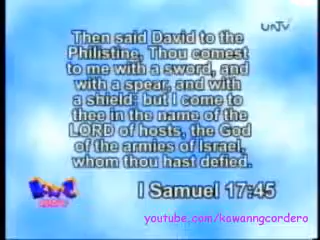 UNTV
Then said David to the
Philistine, Thou comest
to me with a sword, and
with a spear, and with
a shield: but I come to
thee in the name of the
LORD of hosts, the God
of the armies of Israel,
whom thou hast defied.
I Samuel 17:45
youtube.com/kawanngcordero